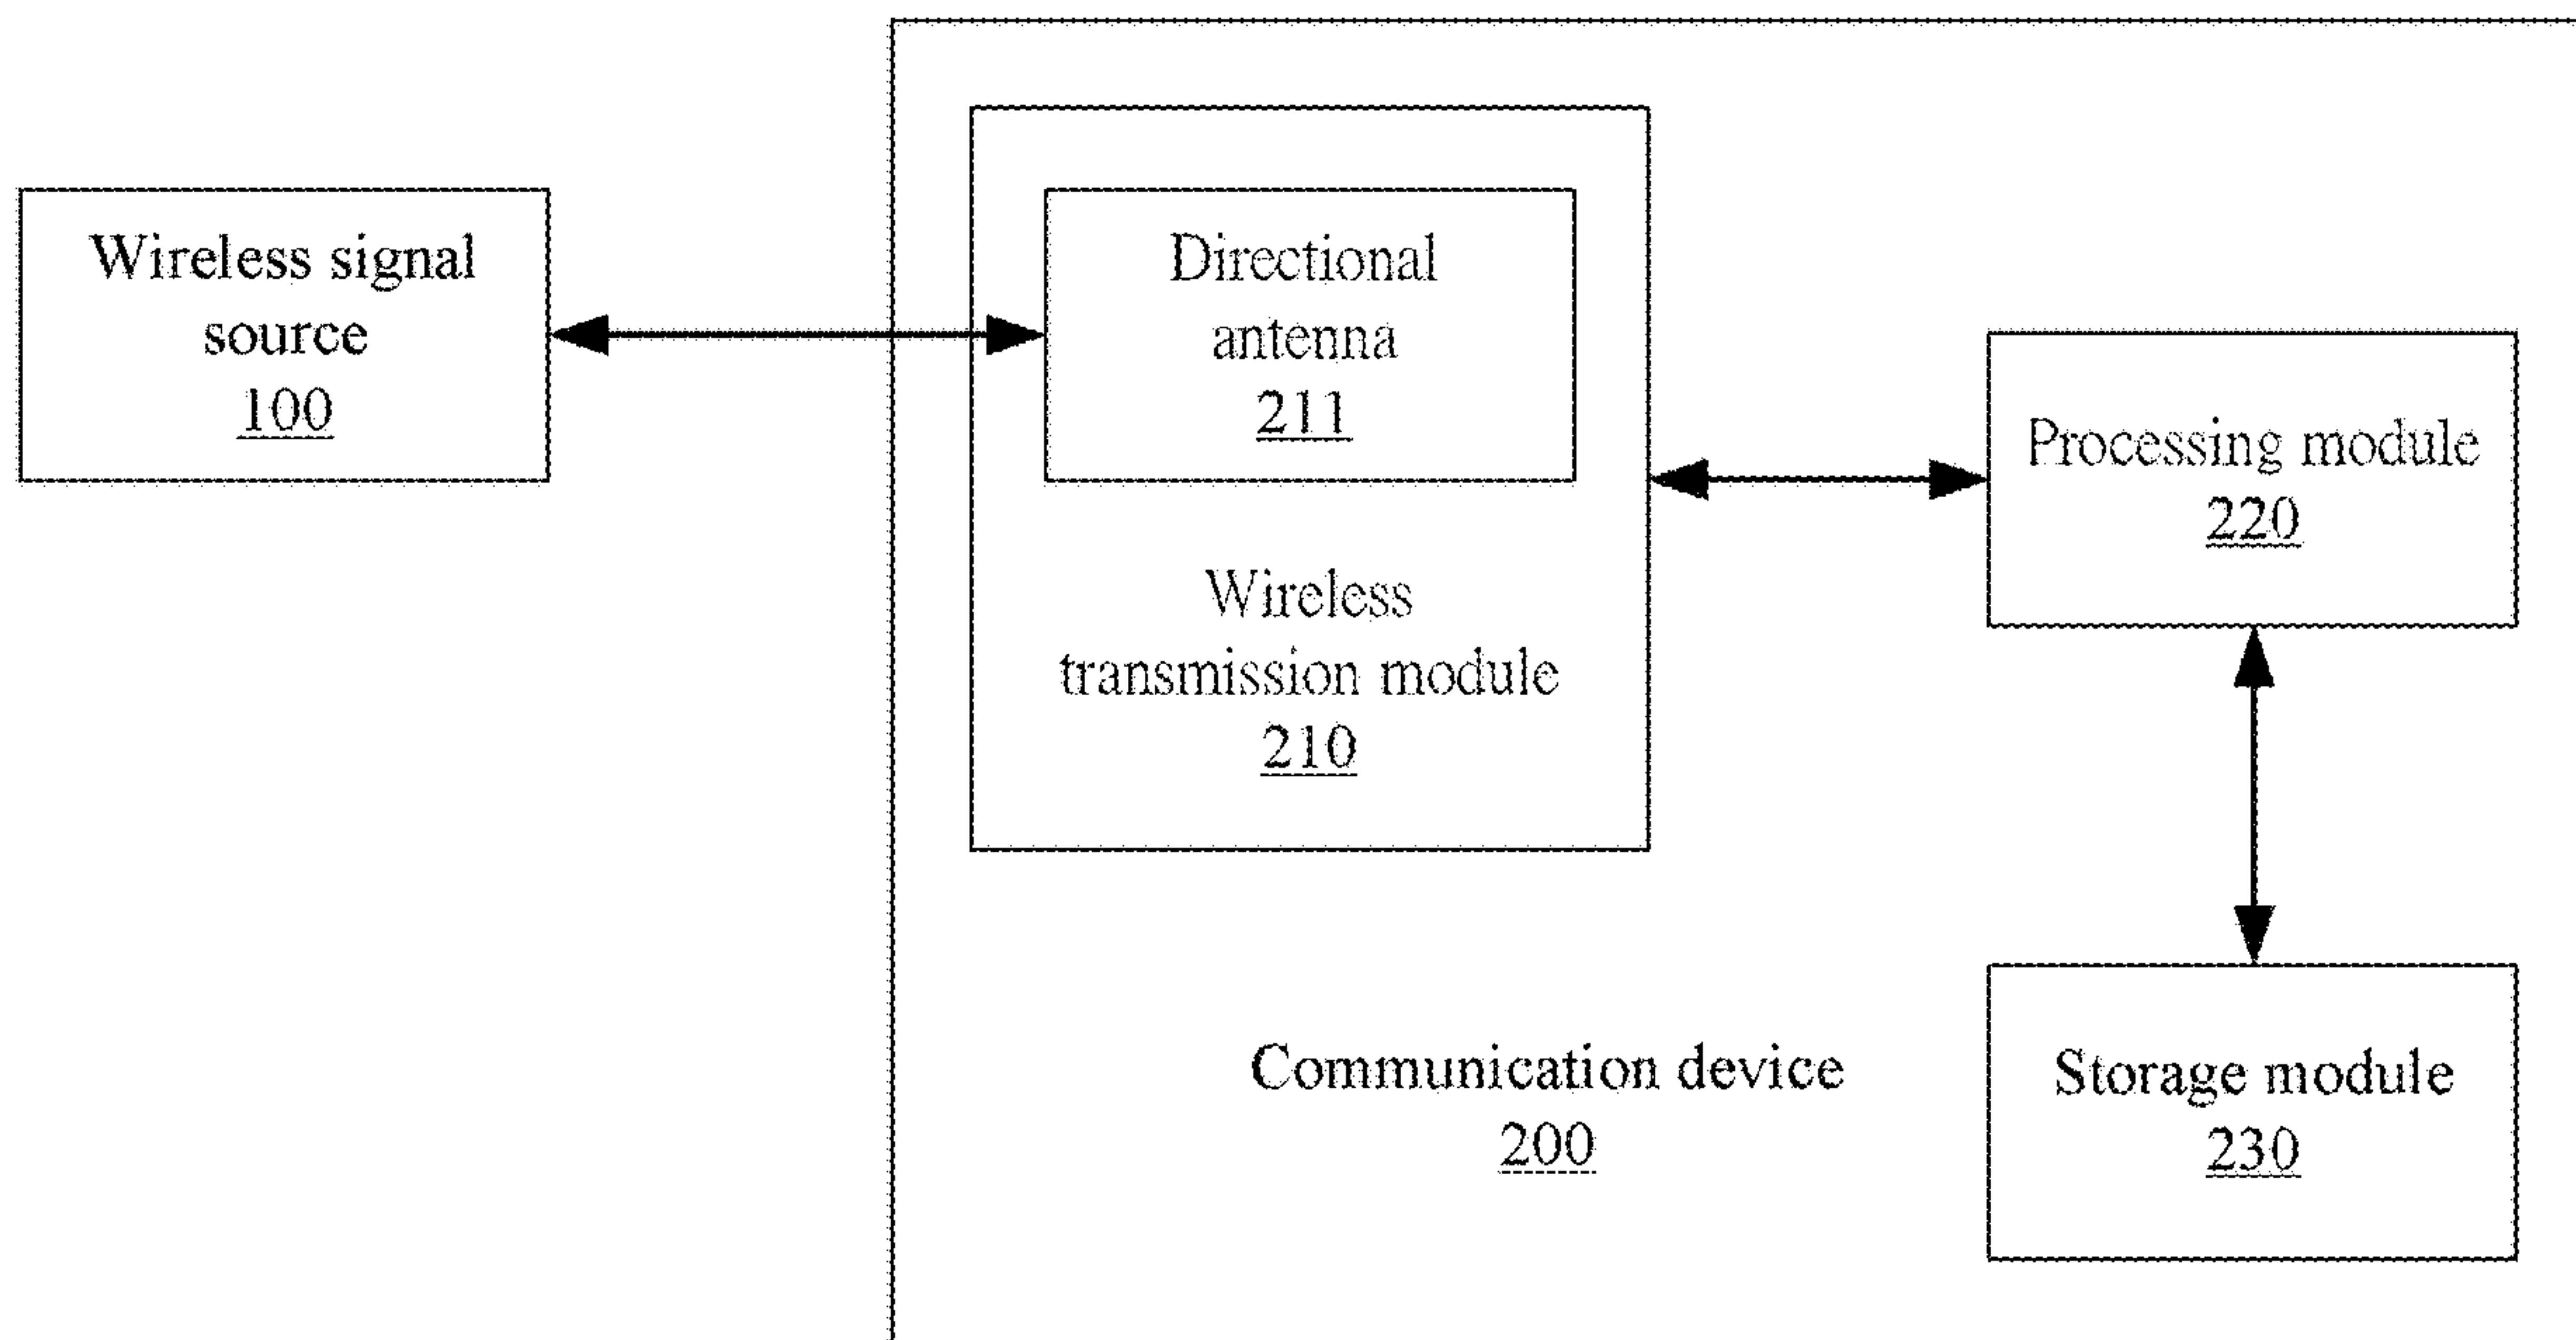 Wireless signal
source
100
Directional
antenna
211
Wireless
transmission module
210
Processing module
220
Communication device
200
Storage module
230